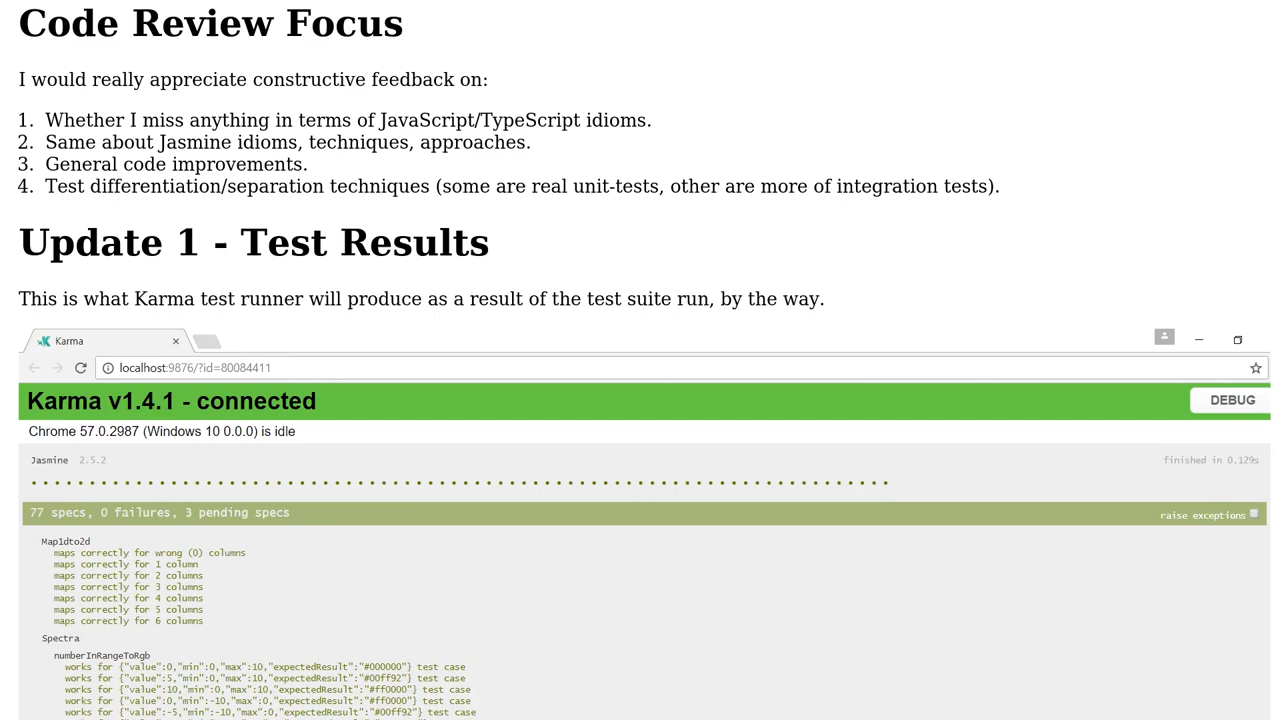 Code Review Focus
I would really appreciate constructive feedback on:
1. Whether I miss anything in terms of JavaScript/TypeScript idioms.
2. Same about Jasmine idioms, techniques, approaches.
3. General code improvements.
4. Test differentiation/separation techniques (some are real unit-tests, other are more of integration tests).
Update 1 - Test Results
This is what Karma test runner will produce as a result of the test suite run, by the way.
Karma
localhost:9876/?id=80084411
Karma v1.4.1 - connected
DEBUG
Chrome 57.0.2987 (Windows 10 0.0.0) is idle
Jasmine 2.5.2
finished in 0.129s
77 specs, 0 failures, 3 pending specs
raise exceptions
Map1dto2d
maps correctly for wrong (0) columns
maps correctly for 1 column
maps correctly for 2 columns
maps correctly for 3 columns
maps correctly for 4 columns
maps correctly for 5 columns
maps correctly for 6 columns
Spectra
numberInRangeToRgb
works for {"value":0,"min":0,"max":10,"expectedResult":"#000000"} test case
works for {"value":5,"min":0,"max":10,"expectedResult":"#00ff92"} test case
works for {"value":10,"min":0,"max":10,"expectedResult":"#ff0000"} test case
works for {"value":0,"min":-10,"max":0,"expectedResult":"#ff0000"} test case
works for {"value":-5,"min":-10,"max":0,"expectedResult":"#00ff92"} test case